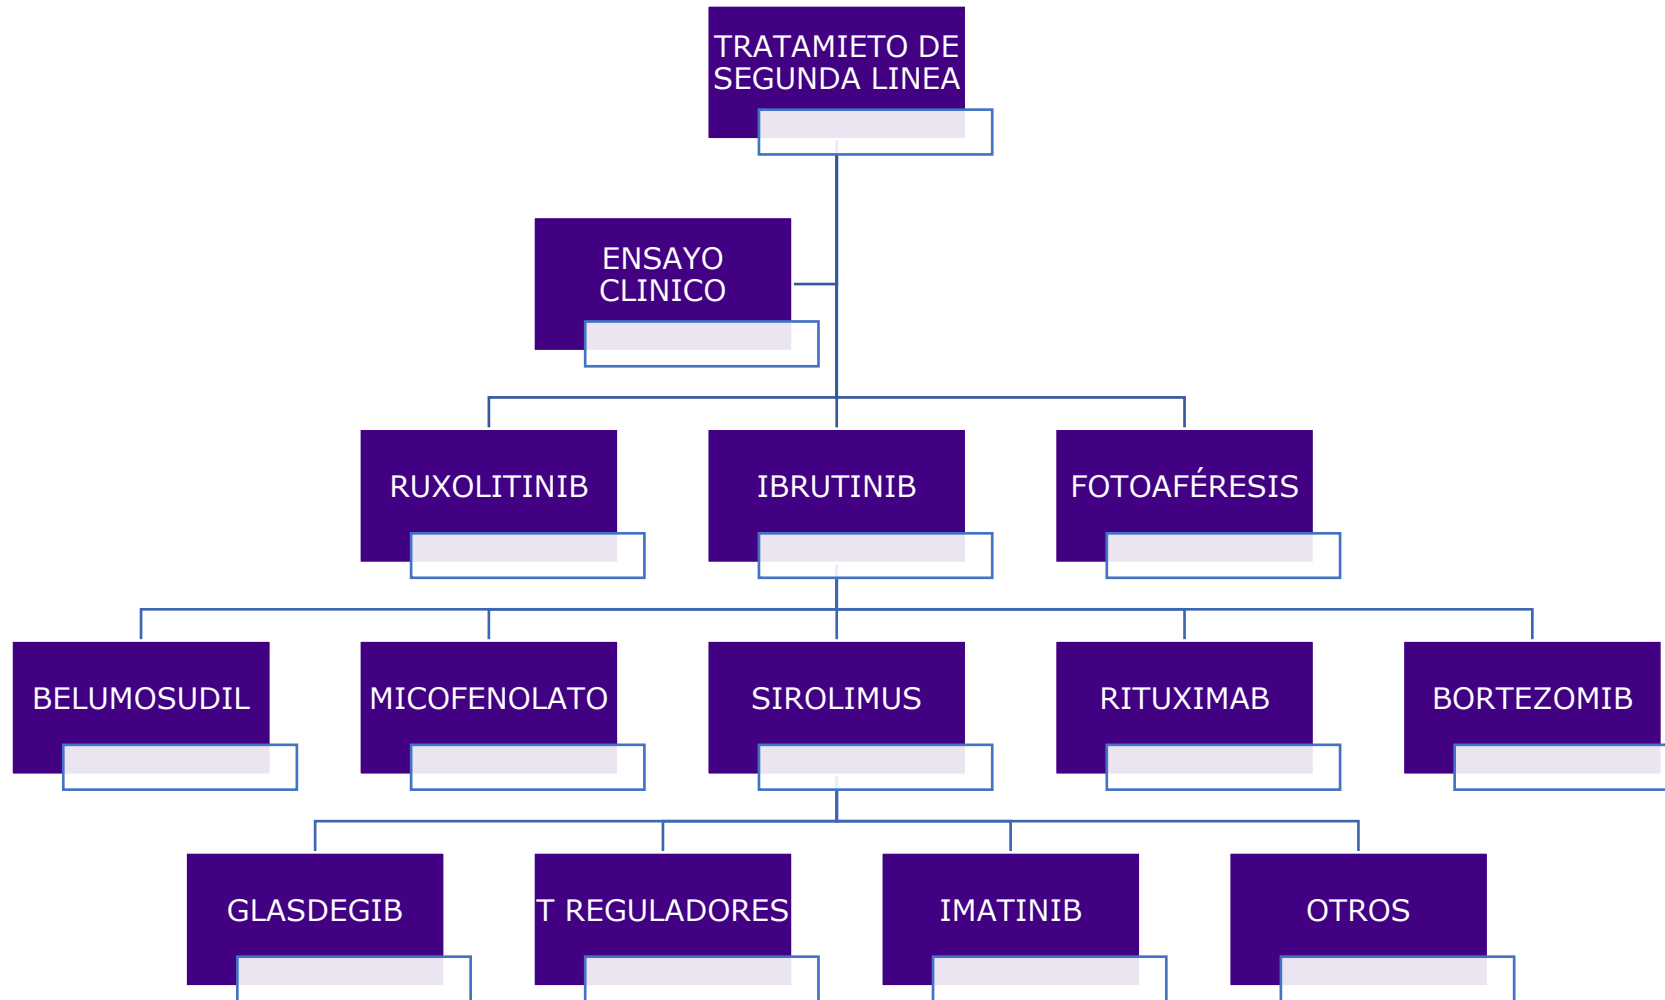 TRATAMIETO DE
SEGUNDA LINEA
ENSAYO
CLINICO
RUXOLITINIB
IBRUTINIB
FOTOAFÉRESIS
BELUMOSUDIL
MICOFENOLATO
SIROLIMUS
RITUXIMAB
BORTEZOMIB
GLASDEGIB
T REGULADORES
IMATINIB
OTROS